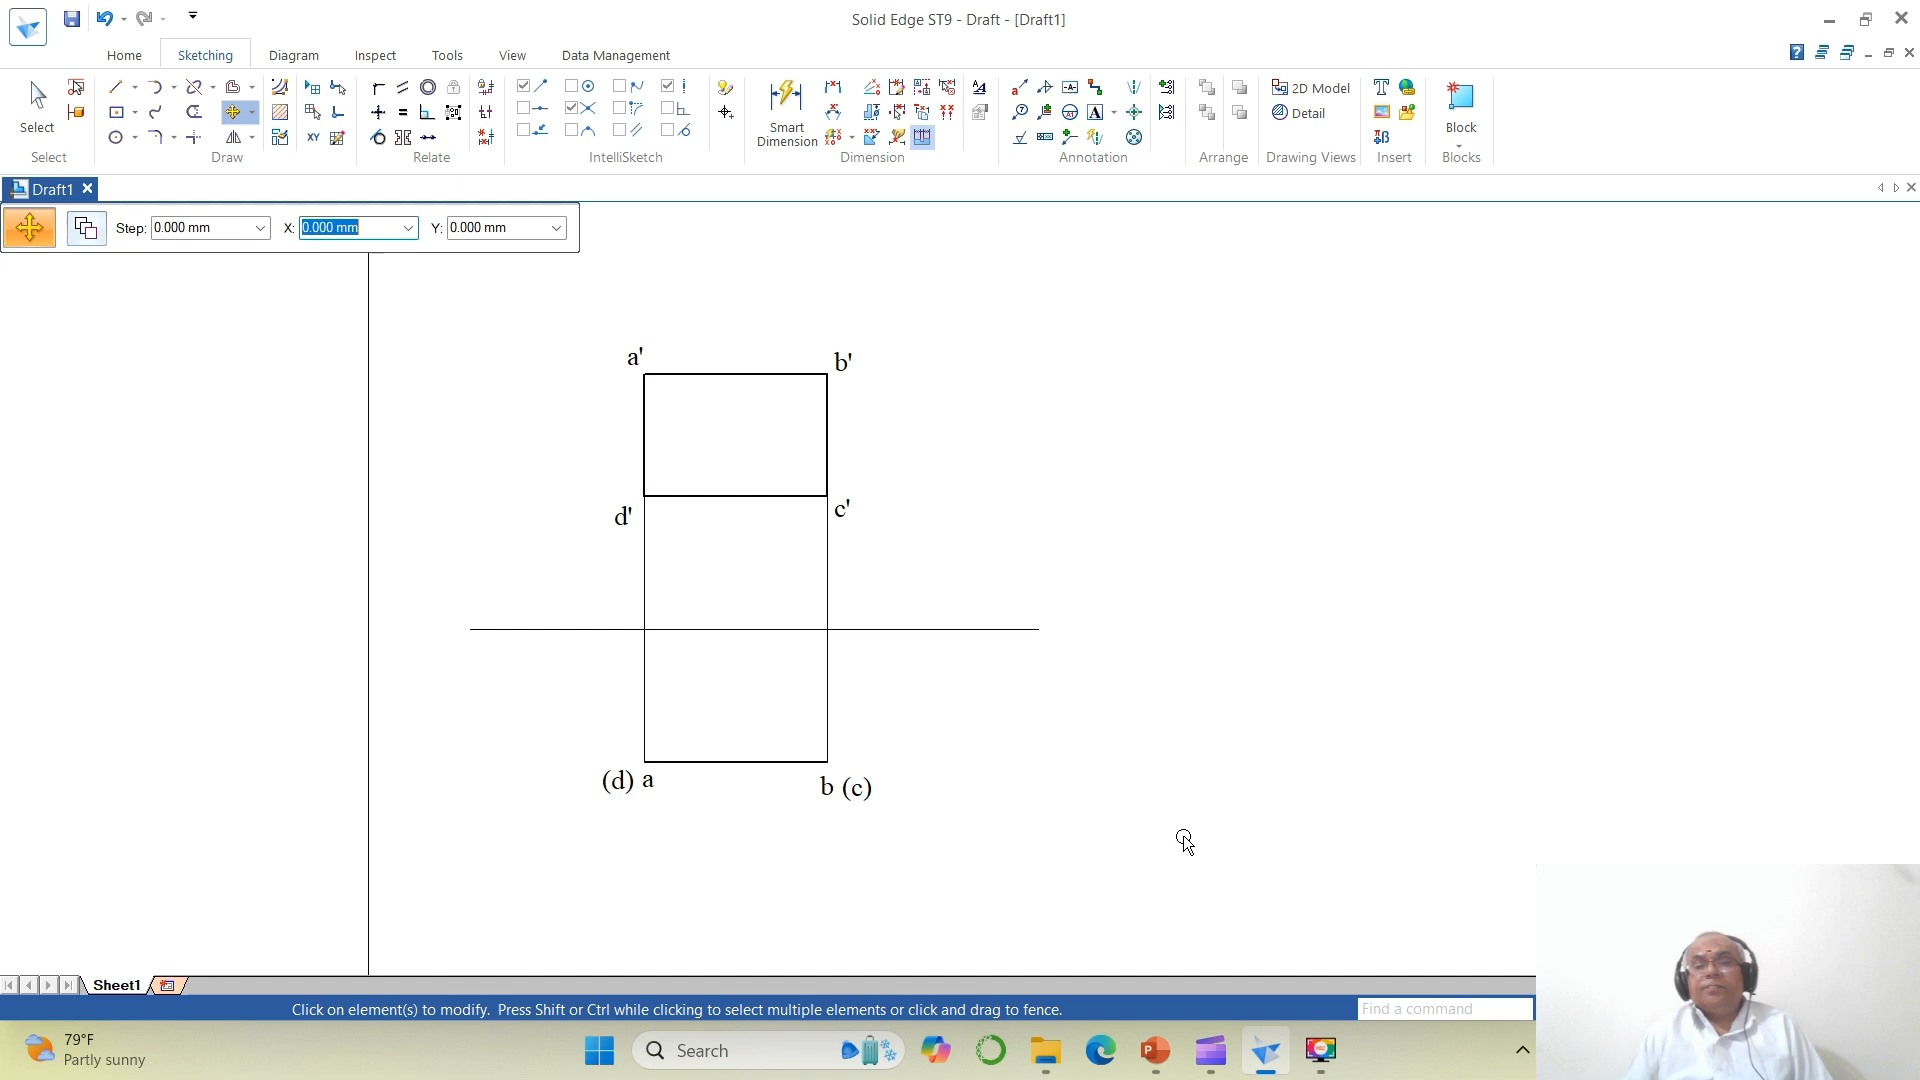 Solid Edge ST9 - Draft - [Draft1]
Home Sketching Diagram Inspect Tools View Data Management
Select
Smart
Dimension
2D Model
Detail
Block
XY
Select Draw Relate IntelliSketch Dimension Annotation Arrange Drawing Views Insert Blocks
Draft1
Step: 0.000 mm X: 0.000 mm Y: 0.000 mm
a' b'
d' c'
(d) a b (c)
Sheet1
Click on element(s) to modify. Press Shift or Ctrl while clicking to select multiple elements or click and drag to fence.
Find a command
79°F
Partly sunny
Search